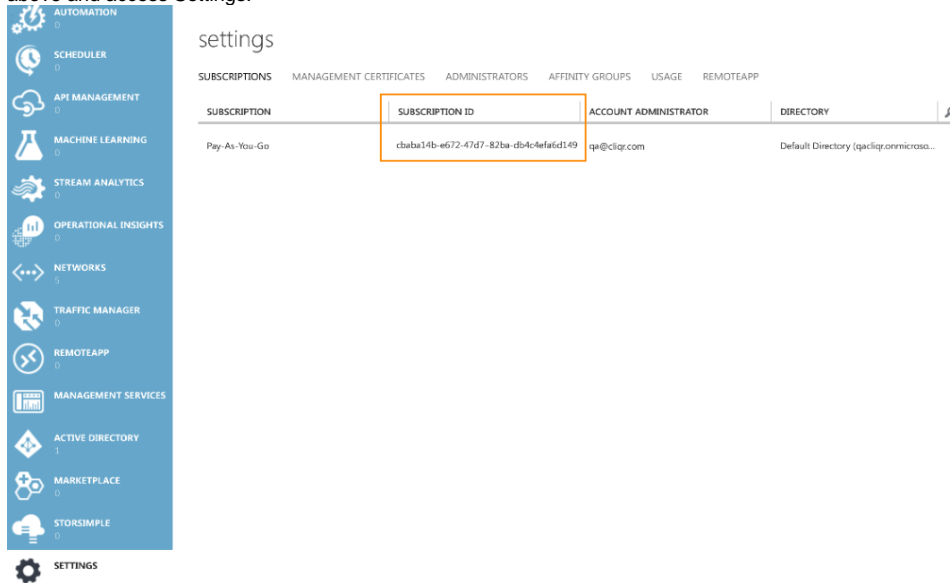 above and access Settings.
AUTOMATION
0
SCHEDULER
0
API MANAGEMENT
0
MACHINE LEARNING
0
STREAM ANALYTICS
0
OPERATIONAL INSIGHTS
0
NETWORKS
5
TRAFFIC MANAGER
0
REMOTEAPP
0
MANAGEMENT SERVICES
ACTIVE DIRECTORY
1
MARKETPLACE
0
STORSIMPLE
0
SETTINGS
settings
SUBSCRIPTIONS MANAGEMENT CERTIFICATES ADMINISTRATORS AFFINITY GROUPS USAGE REMOTEAPP
SUBSCRIPTION SUBSCRIPTION ID ACCOUNT ADMINISTRATOR DIRECTORY
Pay-As-You-Go cbaba14b-e672-47d7-82ba-db4c4efa6d149 qa@cliqr.com Default Directory (qacliqr.onmicroso...